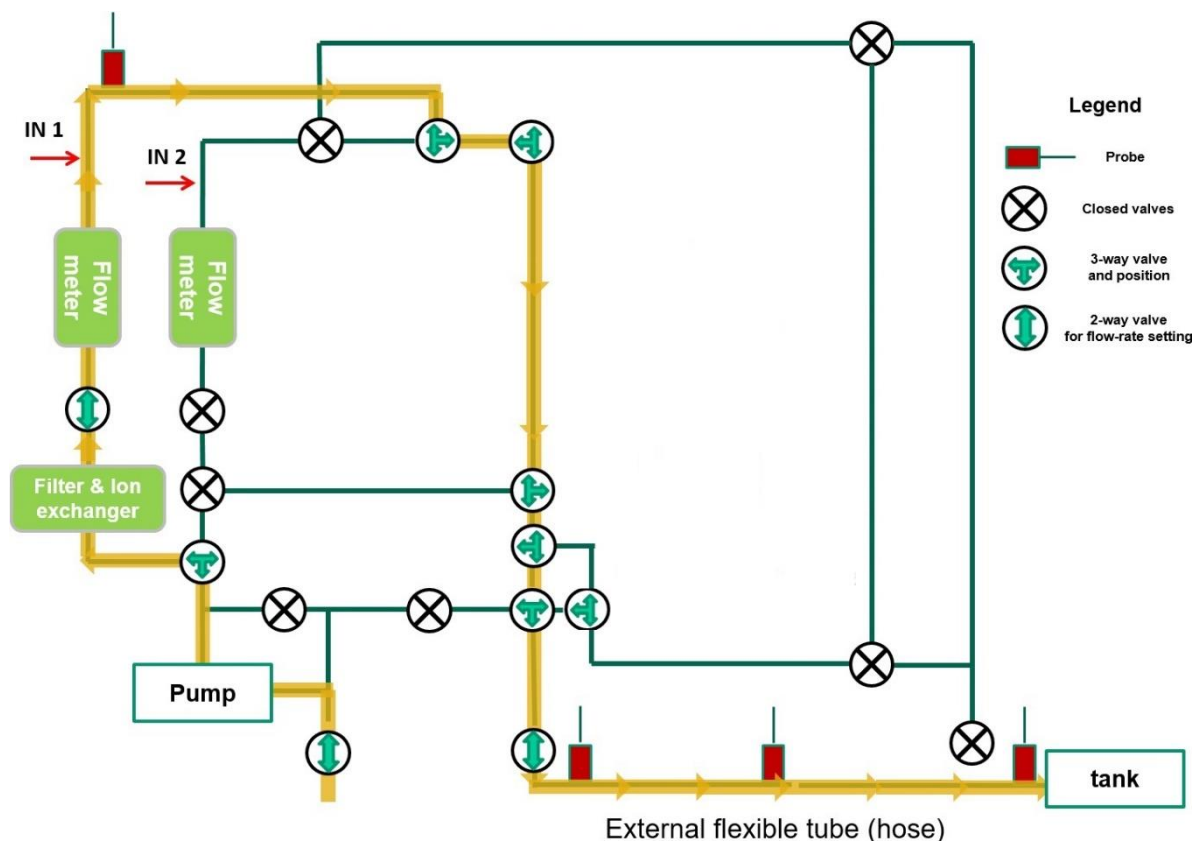 IN 1
IN 2
Flow
meter
Flow
meter
Filter & Ion
exchanger
Pump
tank
External flexible tube (hose)
Legend
Probe
Closed valves
3-way valve
and position
2-way valve
for flow-rate setting